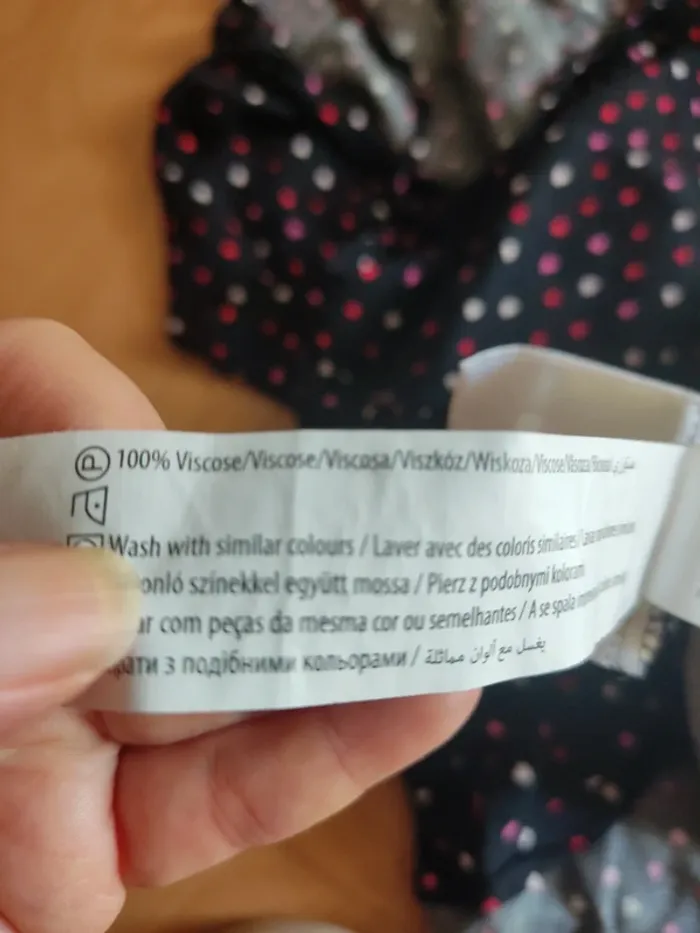 P 100% Viscose/Viscose/Viscosa/Viszkóz/Wiskoza/Viscose/
Wash with similar colours / Laver avec des coloris similaires/
onló színekkel együtt mossa / Pierz z podobnymi kolorami
ar com peças da mesma cor ou semelhantes / A se spala
рати з подібними кольорами / يغسل مع ألوان مماثلة